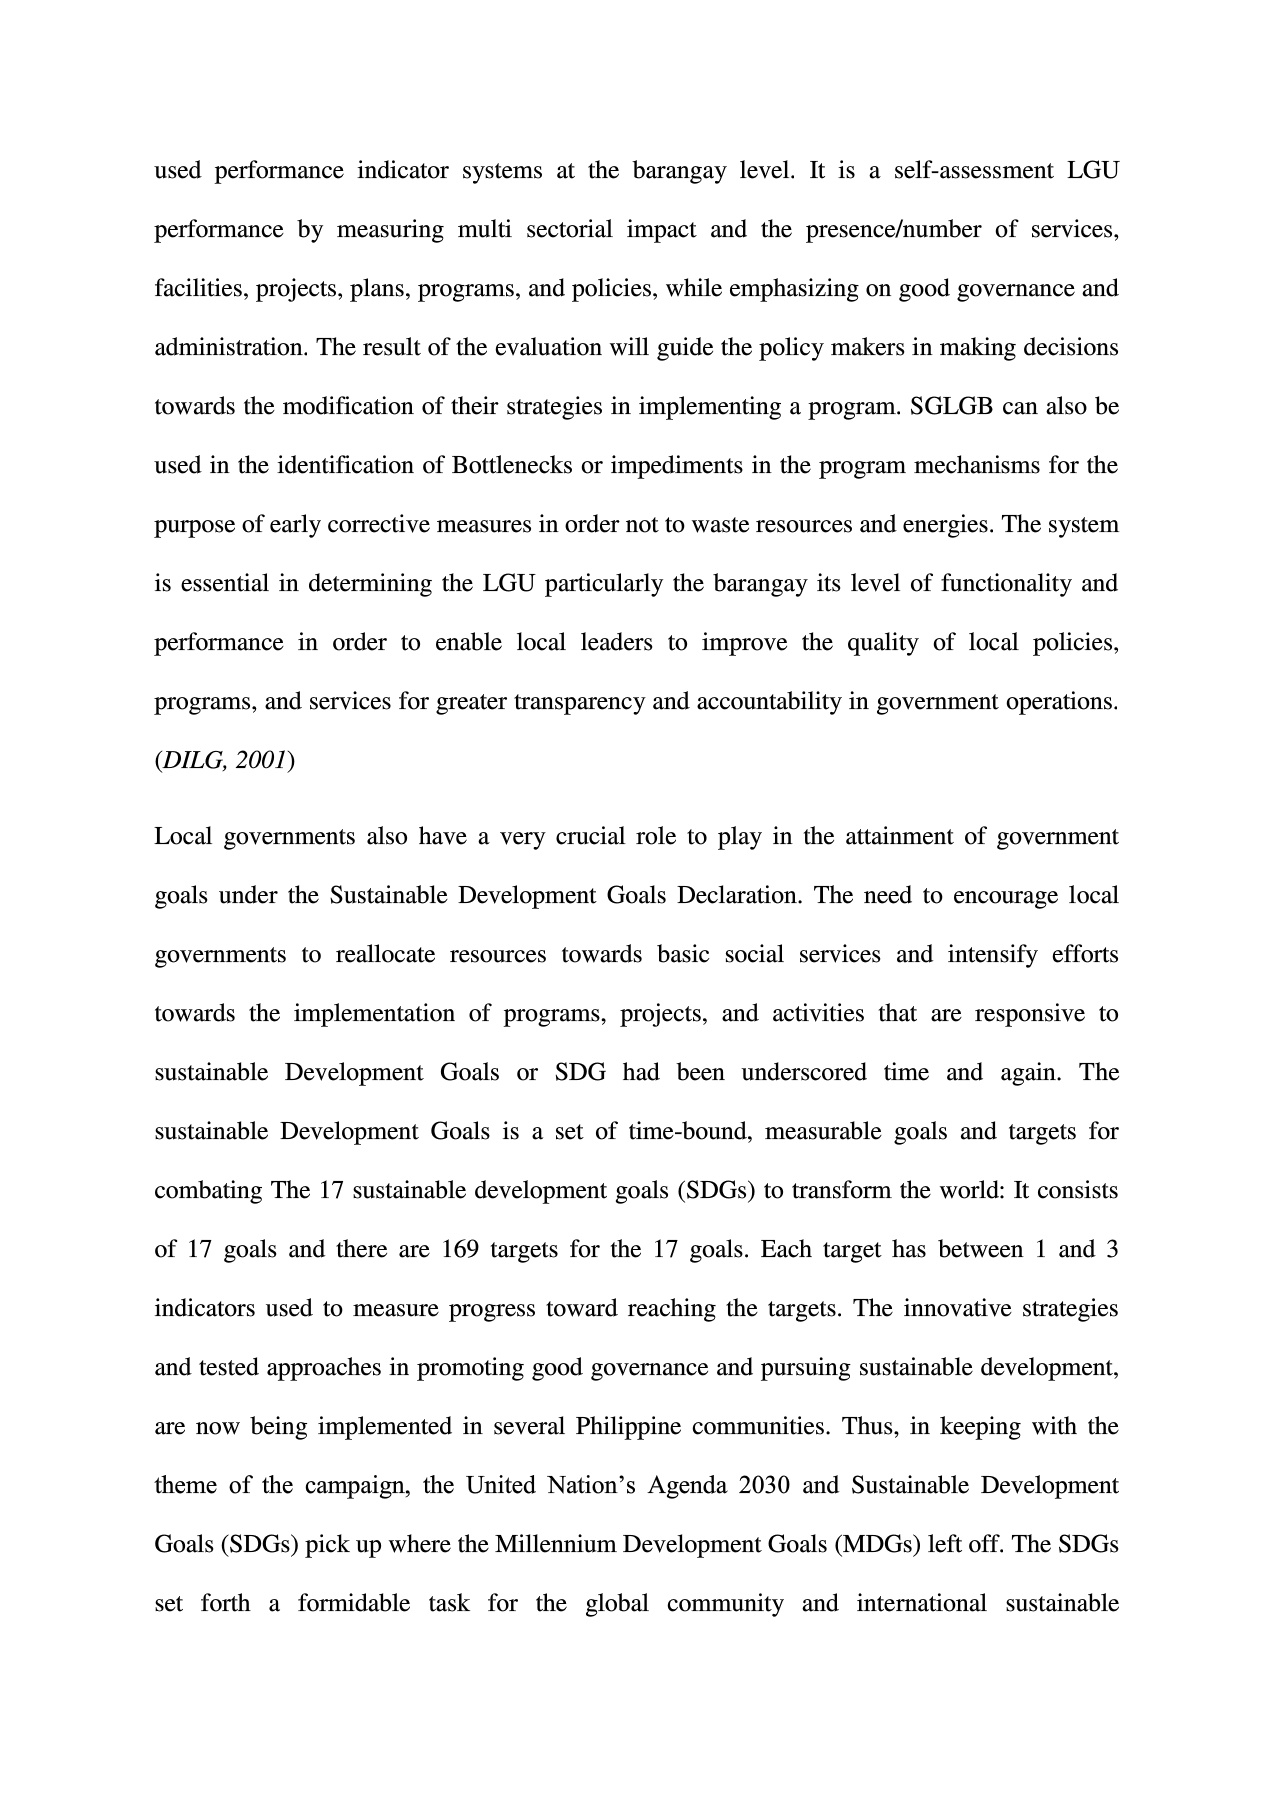 used performance indicator systems at the barangay level. It is a self-assessment LGU
performance by measuring multi sectorial impact and the presence/number of services,
facilities, projects, plans, programs, and policies, while emphasizing on good governance and
administration. The result of the evaluation will guide the policy makers in making decisions
towards the modification of their strategies in implementing a program. SGLGB can also be
used in the identification of Bottlenecks or impediments in the program mechanisms for the
purpose of early corrective measures in order not to waste resources and energies. The system
is essential in determining the LGU particularly the barangay its level of functionality and
performance in order to enable local leaders to improve the quality of local policies,
programs, and services for greater transparency and accountability in government operations.
(DILG, 2001)
Local governments also have a very crucial role to play in the attainment of government
goals under the Sustainable Development Goals Declaration. The need to encourage local
governments to reallocate resources towards basic social services and intensify efforts
towards the implementation of programs, projects, and activities that are responsive to
sustainable Development Goals or SDG had been underscored time and again. The
sustainable Development Goals is a set of time-bound, measurable goals and targets for
combating The 17 sustainable development goals (SDGs) to transform the world: It consists
of 17 goals and there are 169 targets for the 17 goals. Each target has between 1 and 3
indicators used to measure progress toward reaching the targets. The innovative strategies
and tested approaches in promoting good governance and pursuing sustainable development,
are now being implemented in several Philippine communities. Thus, in keeping with the
theme of the campaign, the United Nation’s Agenda 2030 and Sustainable Development
Goals (SDGs) pick up where the Millennium Development Goals (MDGs) left off. The SDGs
set forth a formidable task for the global community and international sustainable